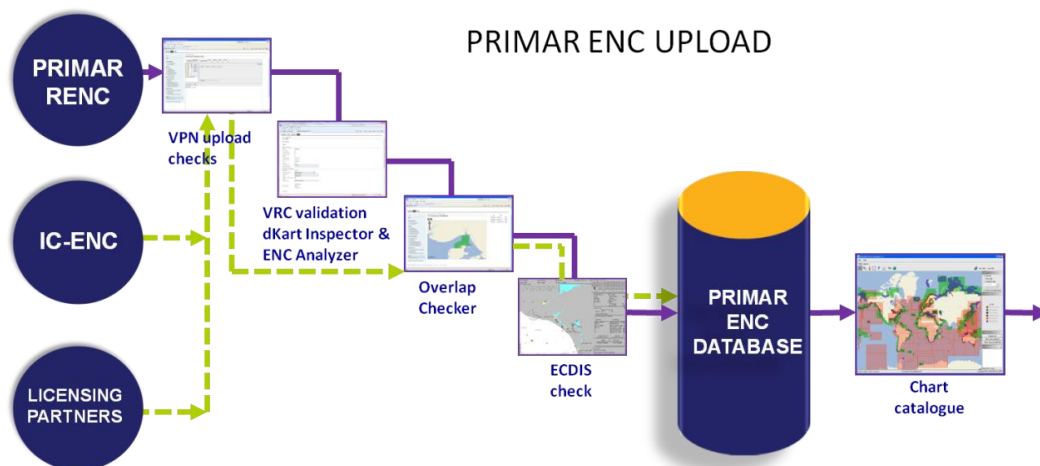 PRIMAR ENC UPLOAD
PRIMAR
RENC
VPN upload
checks
IC-ENC
VRC validation
dKart Inspector &
ENC Analyzer
Overlap
Checker
LICENSING
PARTNERS
ECDIS
check
PRIMAR
ENC
DATABASE
Chart
catalogue